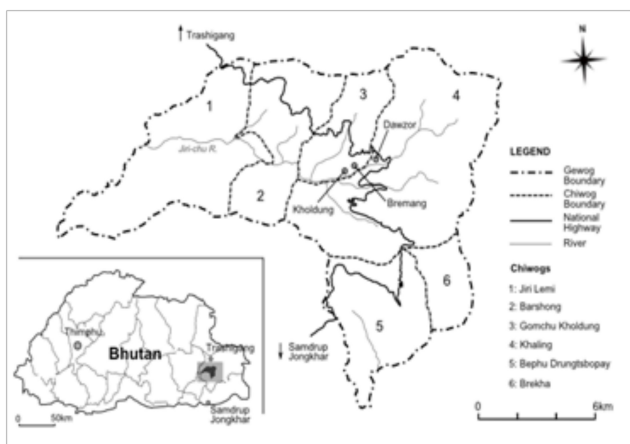 Trashigang
N
1
3
4
Dawzor
Jiri-chu R.
2
Kholdung
Bremang
6
5
Samdrup
Jongkhar
LEGEND
Gewog
Boundary
Chiwog
Boundary
National
Highway
River
Chiwogs
1: Jiri Lemi
2: Barshong
3: Gomchu Kholdung
4: Khaling
5: Bephu Drungtsbopay
6: Brekha
0
6km
Thimphu
Bhutan
Trashigang
Samdrup
Jongkhar
0
50km